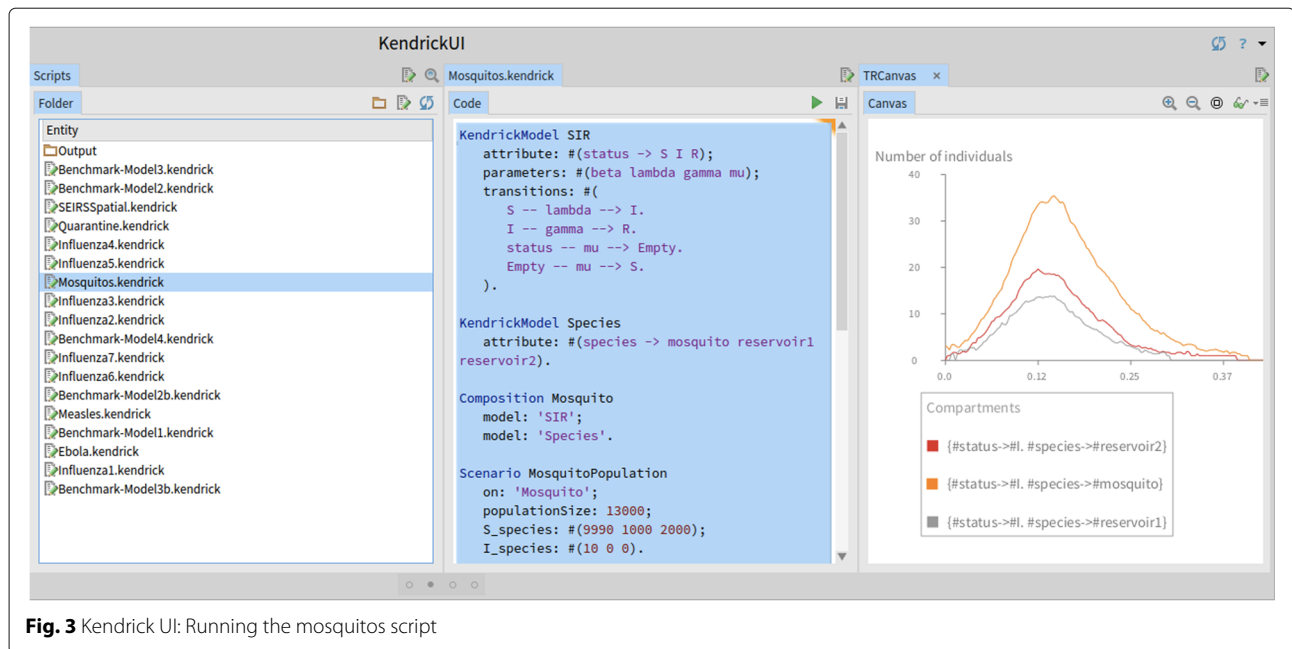 KendrickUI
?
Scripts
Folder
Entity
Output
Benchmark-Model3.kendrick
Benchmark-Model2.kendrick
SEIRSSpatial.kendrick
Quarantine.kendrick
Influenza4.kendrick
Influenza5.kendrick
Mosquitos.kendrick
Influenza3.kendrick
Influenza2.kendrick
Benchmark-Model4.kendrick
Influenza7.kendrick
Influenza6.kendrick
Benchmark-Model2b.kendrick
Measles.kendrick
Benchmark-Model1.kendrick
Ebola.kendrick
Influenza1.kendrick
Benchmark-Model3b.kendrick
Mosquitos.kendrick
Code
KendrickModel SIR
attribute: #(status -> S I R);
parameters: #(beta lambda gamma mu);
transitions: #(
S -- lambda --> I.
I -- gamma --> R.
status -- mu --> Empty.
Empty -- mu --> S.
).
KendrickModel Species
attribute: #(species -> mosquito reservoir1
reservoir2).
Composition Mosquito
model: 'SIR';
model: 'Species'.
Scenario MosquitoPopulation
on: 'Mosquito';
populationSize: 13000;
S_species: #(9990 1000 2000);
I_species: #(10 0 0).
TRCanvas ×
Canvas
Number of individuals
40
30
20
10
0
0.0 0.12 0.25 0.37
Compartments
{#status->#I. #species->#reservoir2}
{#status->#I. #species->#mosquito}
{#status->#I. #species->#reservoir1}
Fig. 3 Kendrick UI: Running the mosquitos script